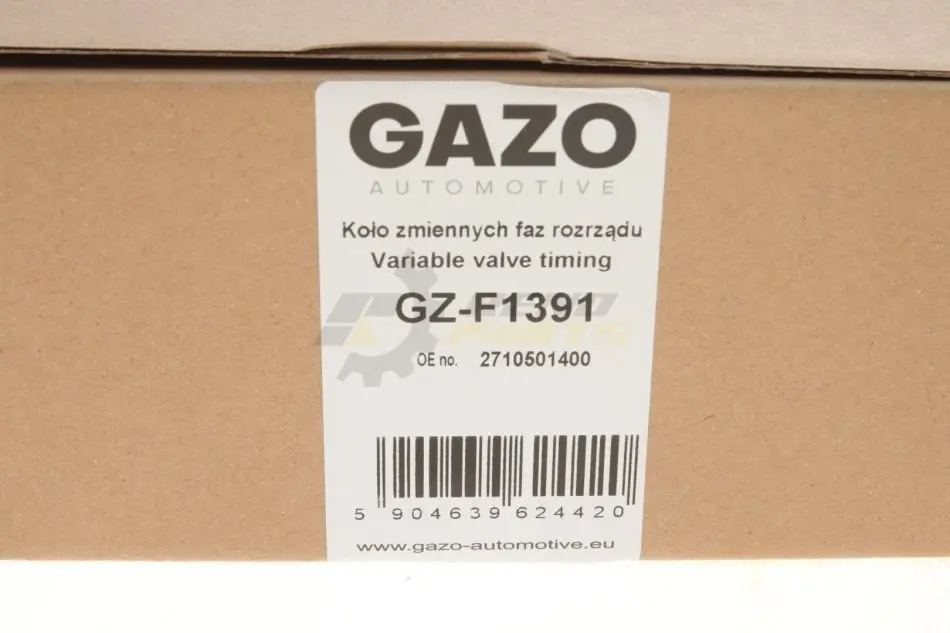 GAZO
AUTOMOTIVE
Koło zmiennych faz rozrządu
Variable valve timing
GZ-F1391
OE no. 2710501400
5 904639 624420
www.gazo-automotive.eu